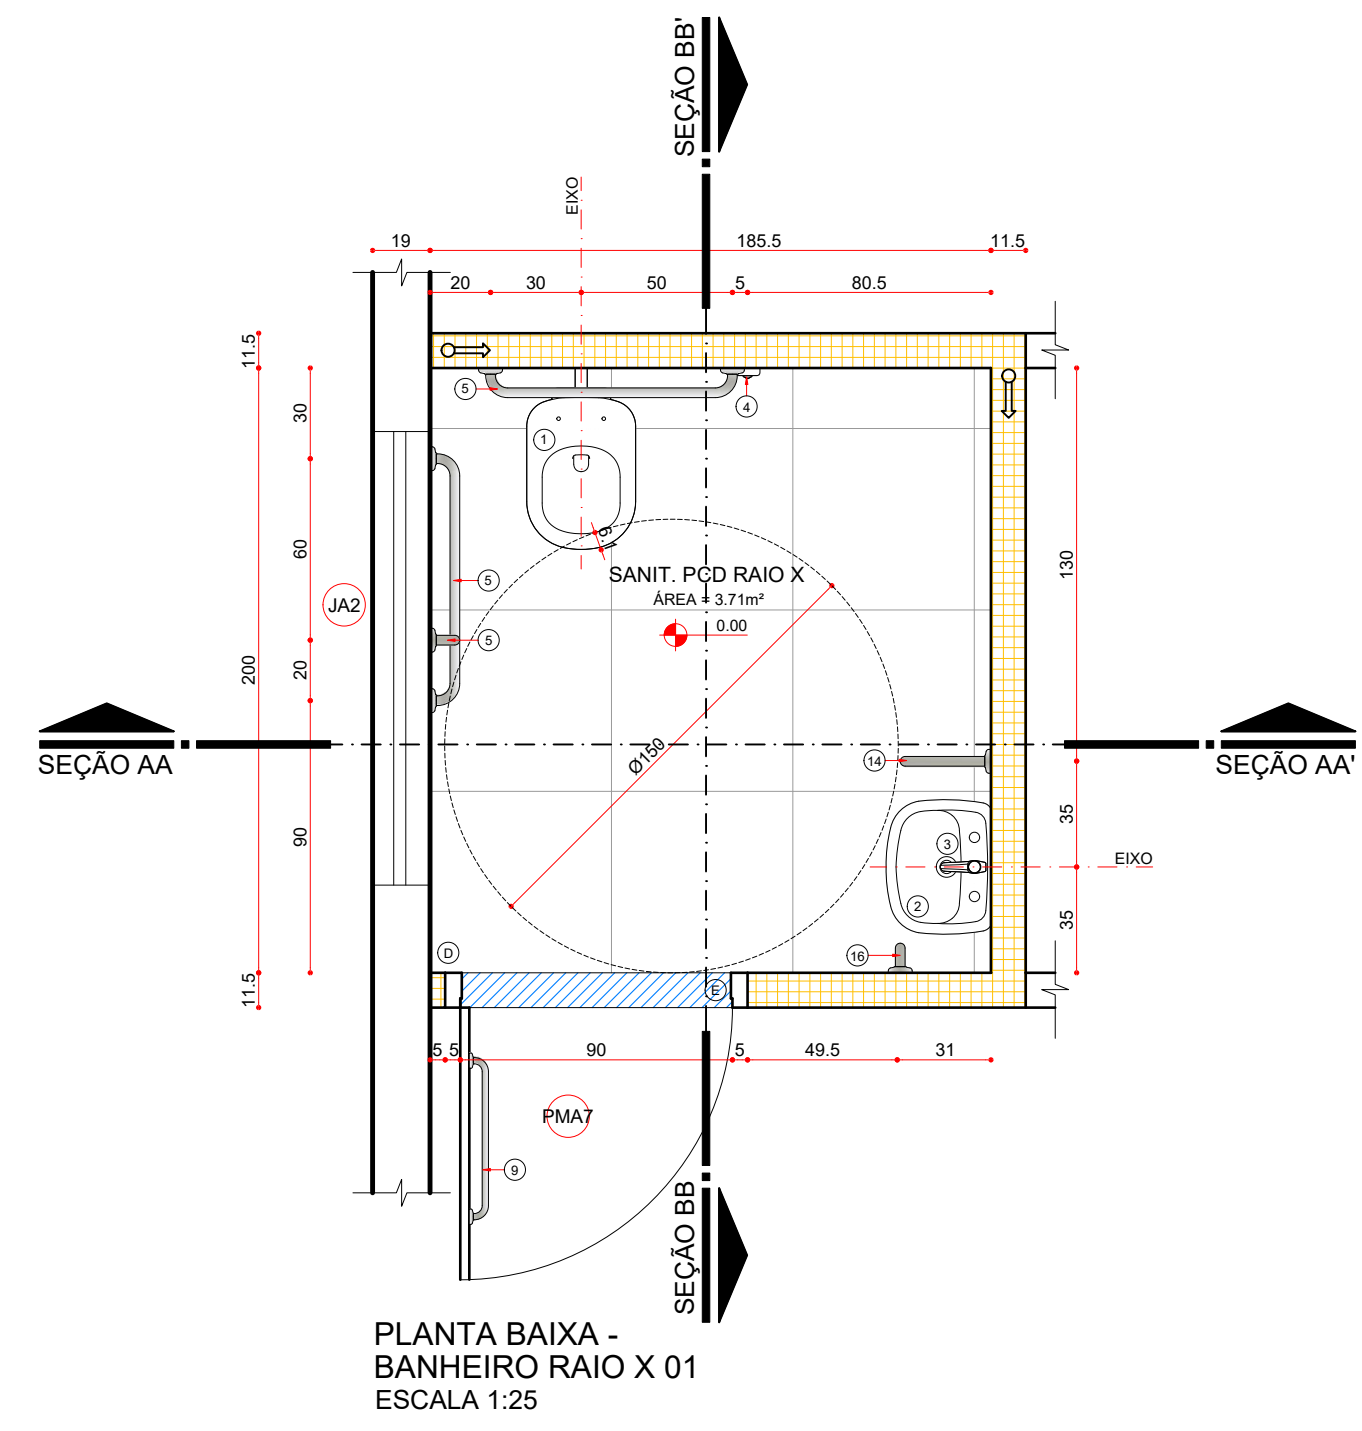 SEÇÃO BB'
EIXO
19
185.5
11.5
20
30
50
5
80.5
11.5
5
4
30
1
130
60
6.1
SANIT. PCD RAIO X
ÁREA = 3.71m²
5
JA2
0.00
5
20
200
SEÇÃO AA
Ø150
14
SEÇÃO AA'
35
90
3
EIXO
2
35
D
16
11.5
E
5
5
90
5
49.5
31
PMA7
9
SEÇÃO BB
PLANTA BAIXA -
BANHEIRO RAIO X 01
ESCALA 1:25